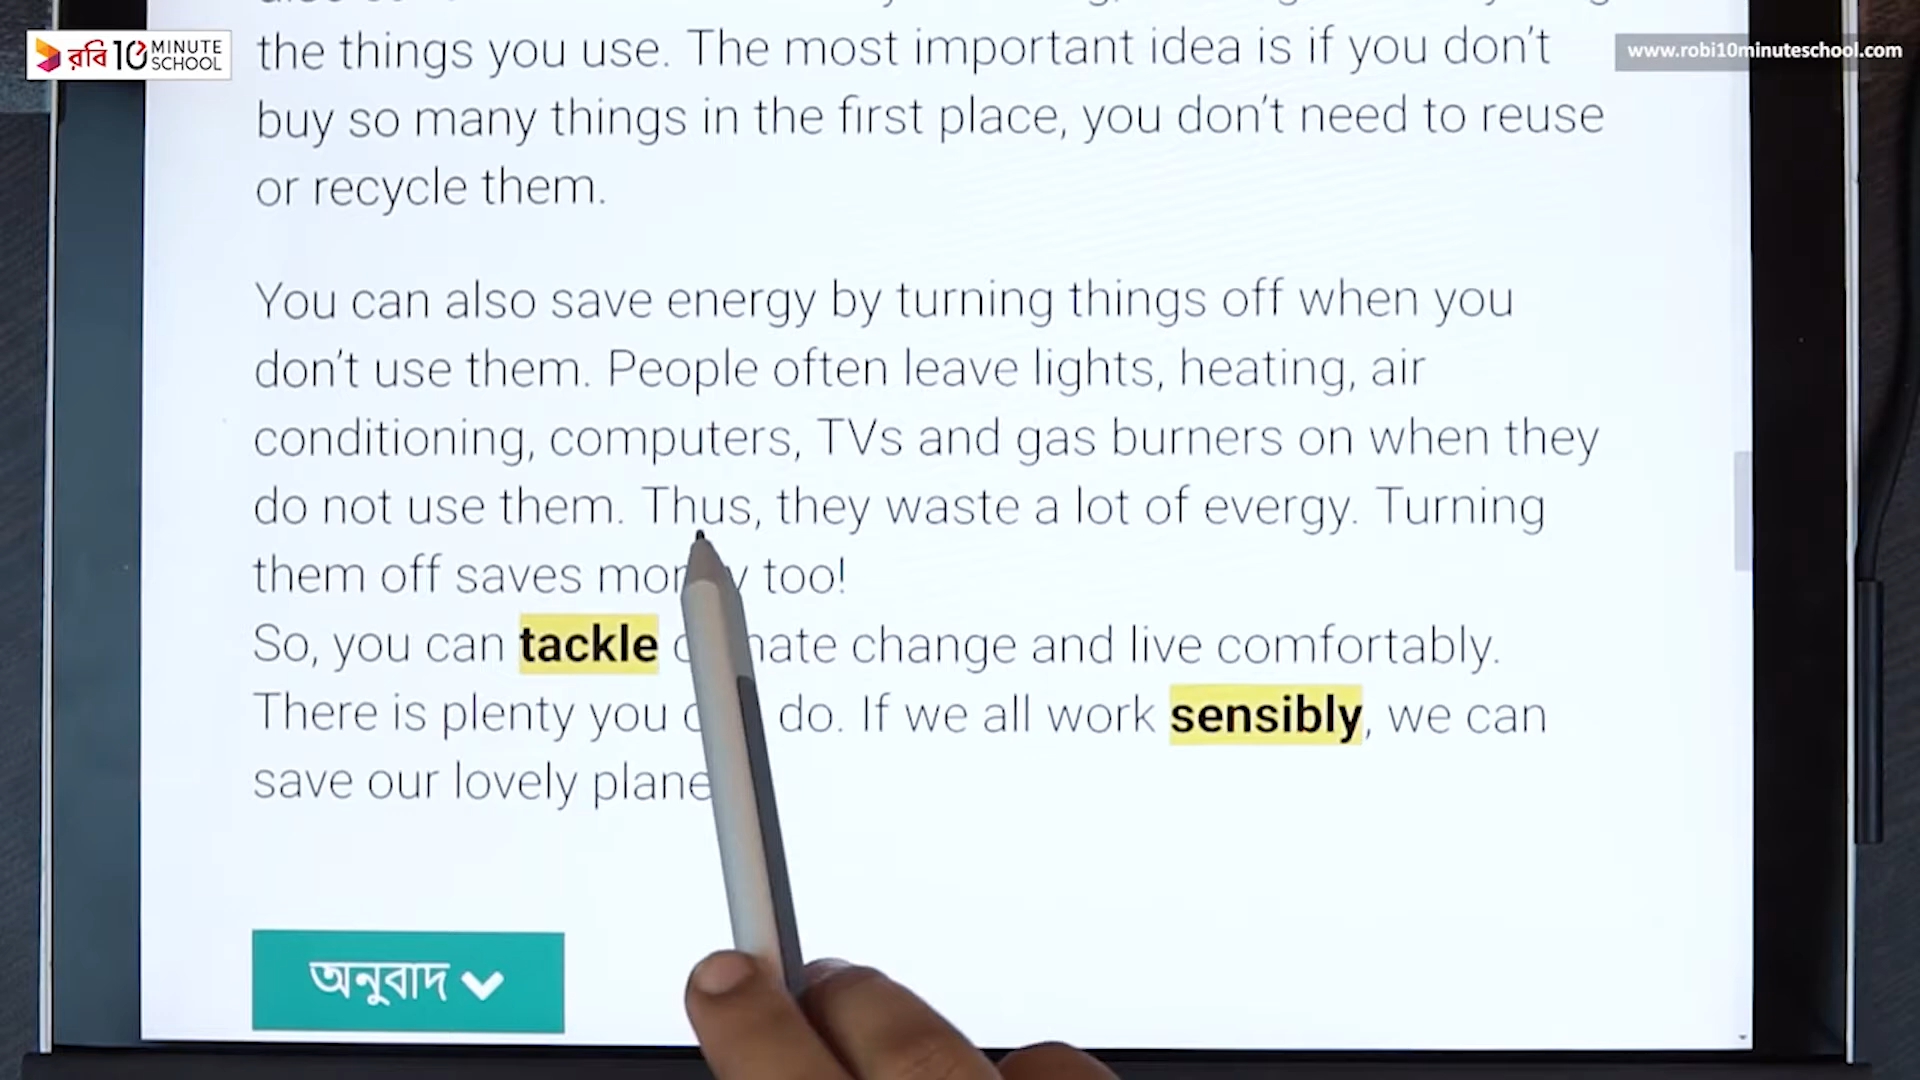 রবি 10 MINUTE SCHOOL
www.robi10minuteschool.com
the things you use. The most important idea is if you don't
buy so many things in the first place, you don't need to reuse
or recycle them.
You can also save energy by turning things off when you
don't use them. People often leave lights, heating, air
conditioning, computers, TVs and gas burners on when they
do not use them. Thus, they waste a lot of evergy. Turning
them off saves too!
So, you can tackle change and live comfortably.
There is plenty you do. If we all work sensibly, we can
save our lovely
অনুবাদ